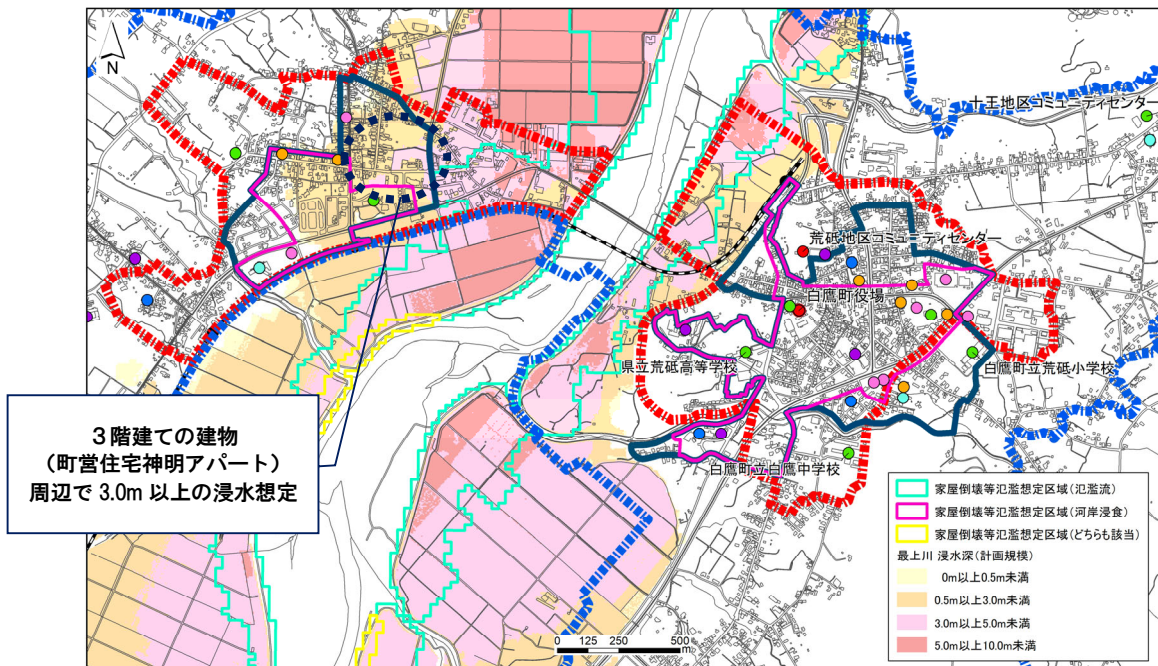 N
十王地区コミュニティセンター
荒砥地区コミュニティセンター
白鷹町役場
県立荒砥高等学校
白鷹町立荒砥小学校
白鷹町立白鷹中学校
３階建ての建物
（町営住宅神明アパート）
周辺で 3.0m 以上の浸水想定
家屋倒壊等氾濫想定区域(氾濫流)
家屋倒壊等氾濫想定区域(河岸浸食)
家屋倒壊等氾濫想定区域(どちらも該当)
最上川 浸水深(計画規模)
0m以上0.5m未満
0.5m以上3.0m未満
3.0m以上5.0m未満
5.0m以上10.0m未満
0 125 250 500
m